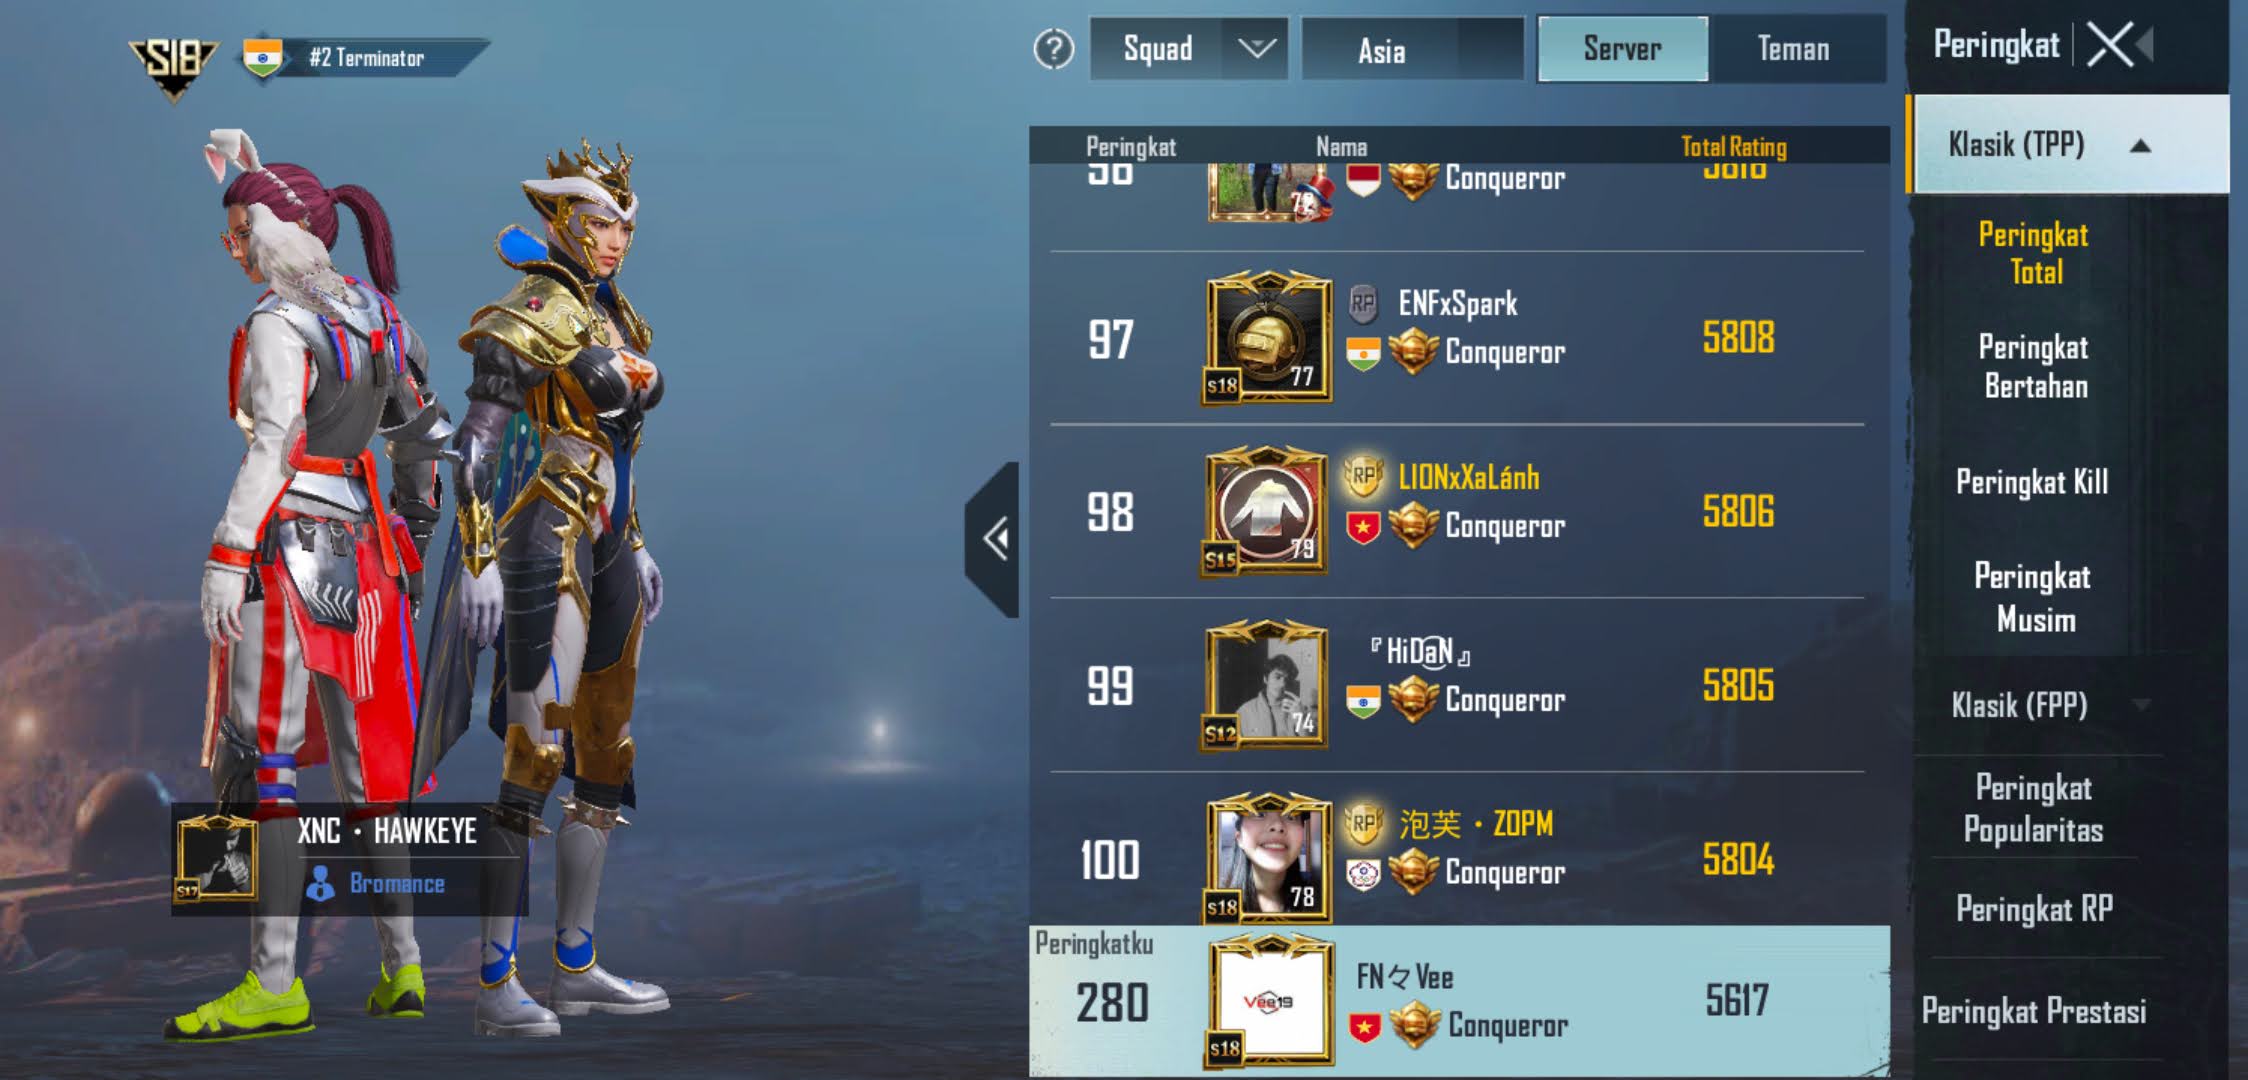 S18
#2 Terminator
Squad
Asia
Server
Teman
Peringkat
Peringkat
Nama
Total Rating
Conqueror
97
S18
77
RP
ENFxSpark
Conqueror
5808
98
S15
79
RP
LIONxXaLánh
Conqueror
5806
99
S12
74
『HiDaN』
Conqueror
5805
100
S18
78
RP
泡芙・ZOPM
Conqueror
5804
Peringkatku
280
Vee19
S18
FN々Vee
Conqueror
5617
XNC・HAWKEYE
S17
Bromance
Klasik (TPP)
Peringkat
Total
Peringkat
Bertahan
Peringkat Kill
Peringkat
Musim
Klasik (FPP)
Peringkat
Popularitas
Peringkat RP
Peringkat Prestasi